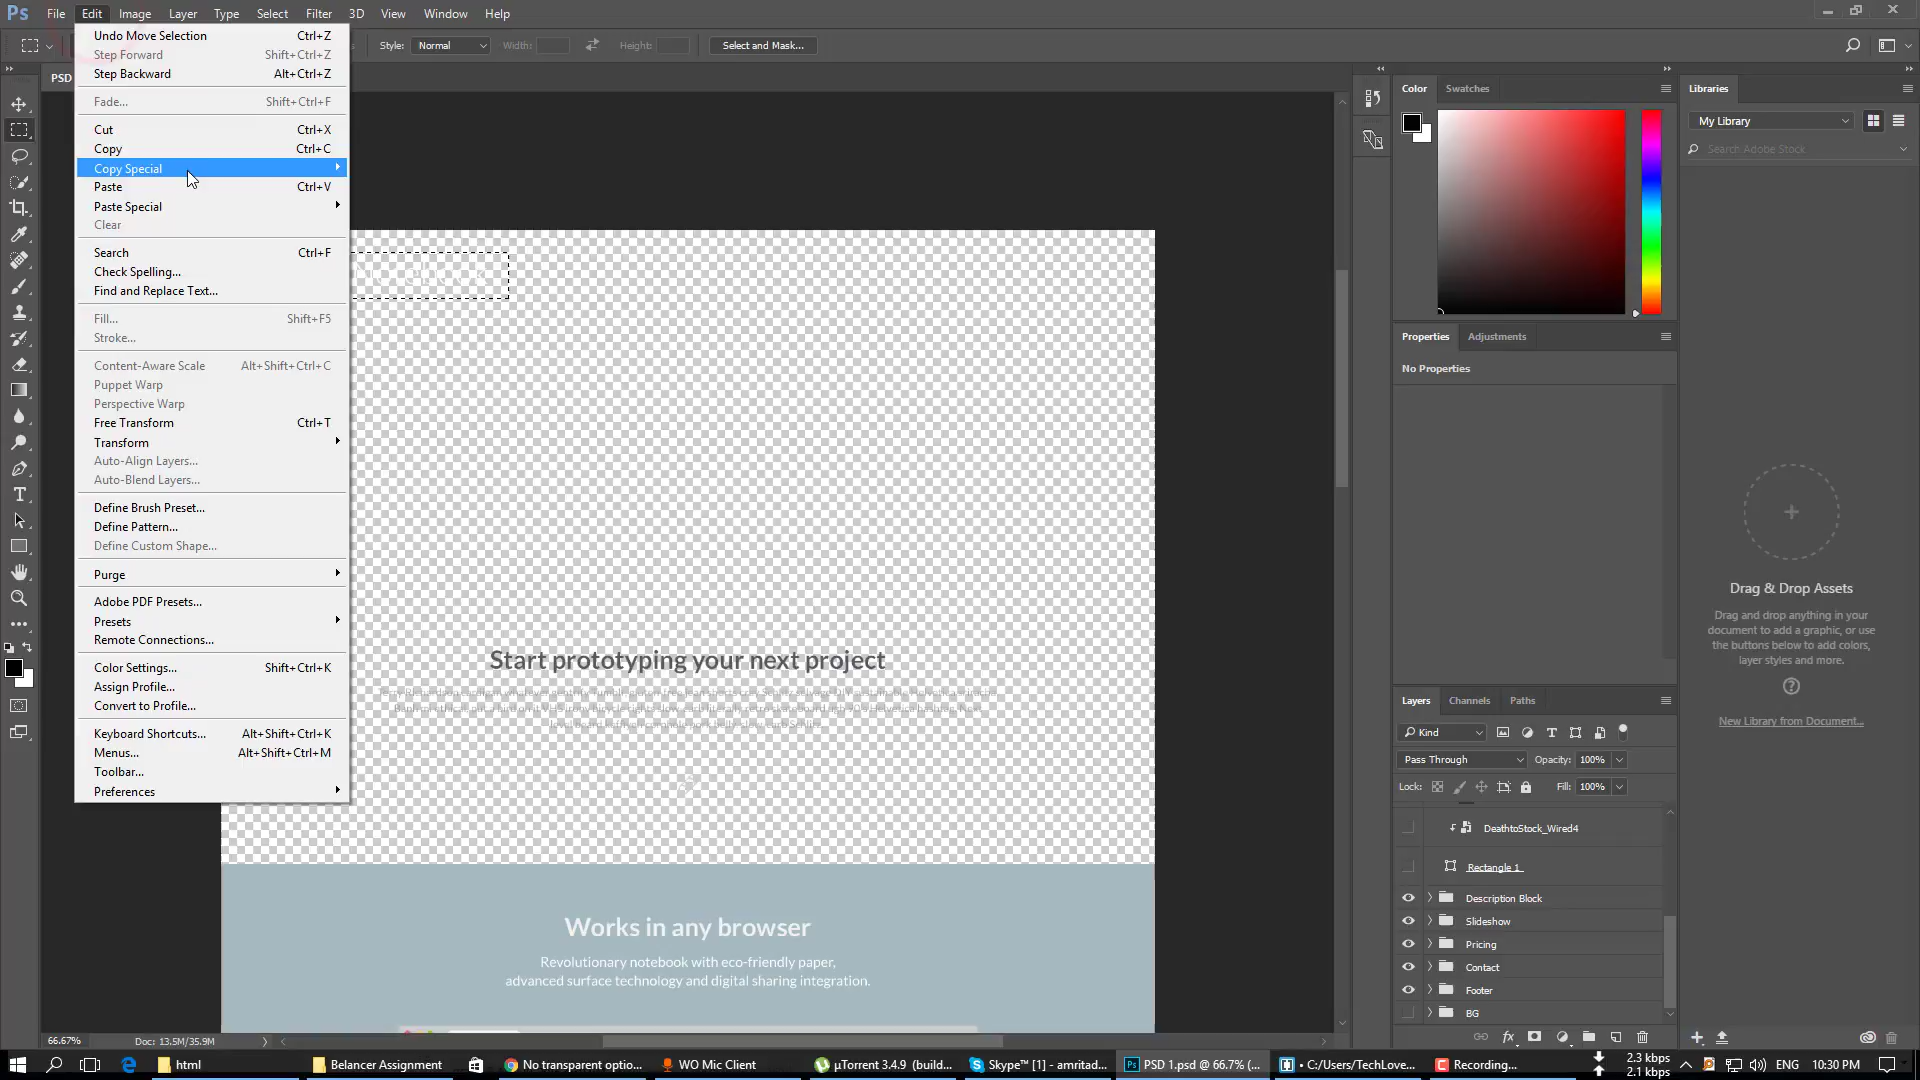 Ps File Edit Image Layer Type Select Filter 3D View Window Help
Style: Normal Width: Height: Select and Mask...
PSD
Undo Move Selection Ctrl+Z
Step Forward Shift+Ctrl+Z
Step Backward Alt+Ctrl+Z
Fade... Shift+Ctrl+F
Cut Ctrl+X
Copy Ctrl+C
Copy Special
Paste Ctrl+V
Paste Special
Clear
Search Ctrl+F
Check Spelling...
Find and Replace Text...
Fill... Shift+F5
Stroke...
Content-Aware Scale Alt+Shift+Ctrl+C
Puppet Warp
Perspective Warp
Free Transform Ctrl+T
Transform
Auto-Align Layers...
Auto-Blend Layers...
Define Brush Preset...
Define Pattern...
Define Custom Shape...
Purge
Adobe PDF Presets...
Presets
Remote Connections...
Color Settings... Shift+Ctrl+K
Assign Profile...
Convert to Profile...
Keyboard Shortcuts... Alt+Shift+Ctrl+K
Menus... Alt+Shift+Ctrl+M
Toolbar...
Preferences
Start prototyping your next project
Works in any browser
Revolutionary notebook with eco-friendly paper,
advanced surface technology and digital sharing integration.
66.67% Doc: 13.5M/35.9M
Color Swatches
Properties Adjustments
No Properties
Layers Channels Paths
Kind
Pass Through Opacity: 100%
Lock: Fill: 100%
DeathtoStock_Wired4
Rectangle 1
Description Block
Slideshow
Pricing
Contact
Footer
BG
fx
Libraries
My Library
Search Adobe Stock
Drag & Drop Assets
Drag and drop anything in your
document to add a graphic, or use
the buttons below to add colors,
layer styles and more.
New Library from Document...
html Belancer Assignment No transparent optio... WO Mic Client µTorrent 3.4.9 (build... Skype™ [1] - amritad... PSD 1.psd @ 66.7% (... • C:/Users/TechLove... Recording...
2.3 kbps
2.1 kbps
ENG 10:30 PM